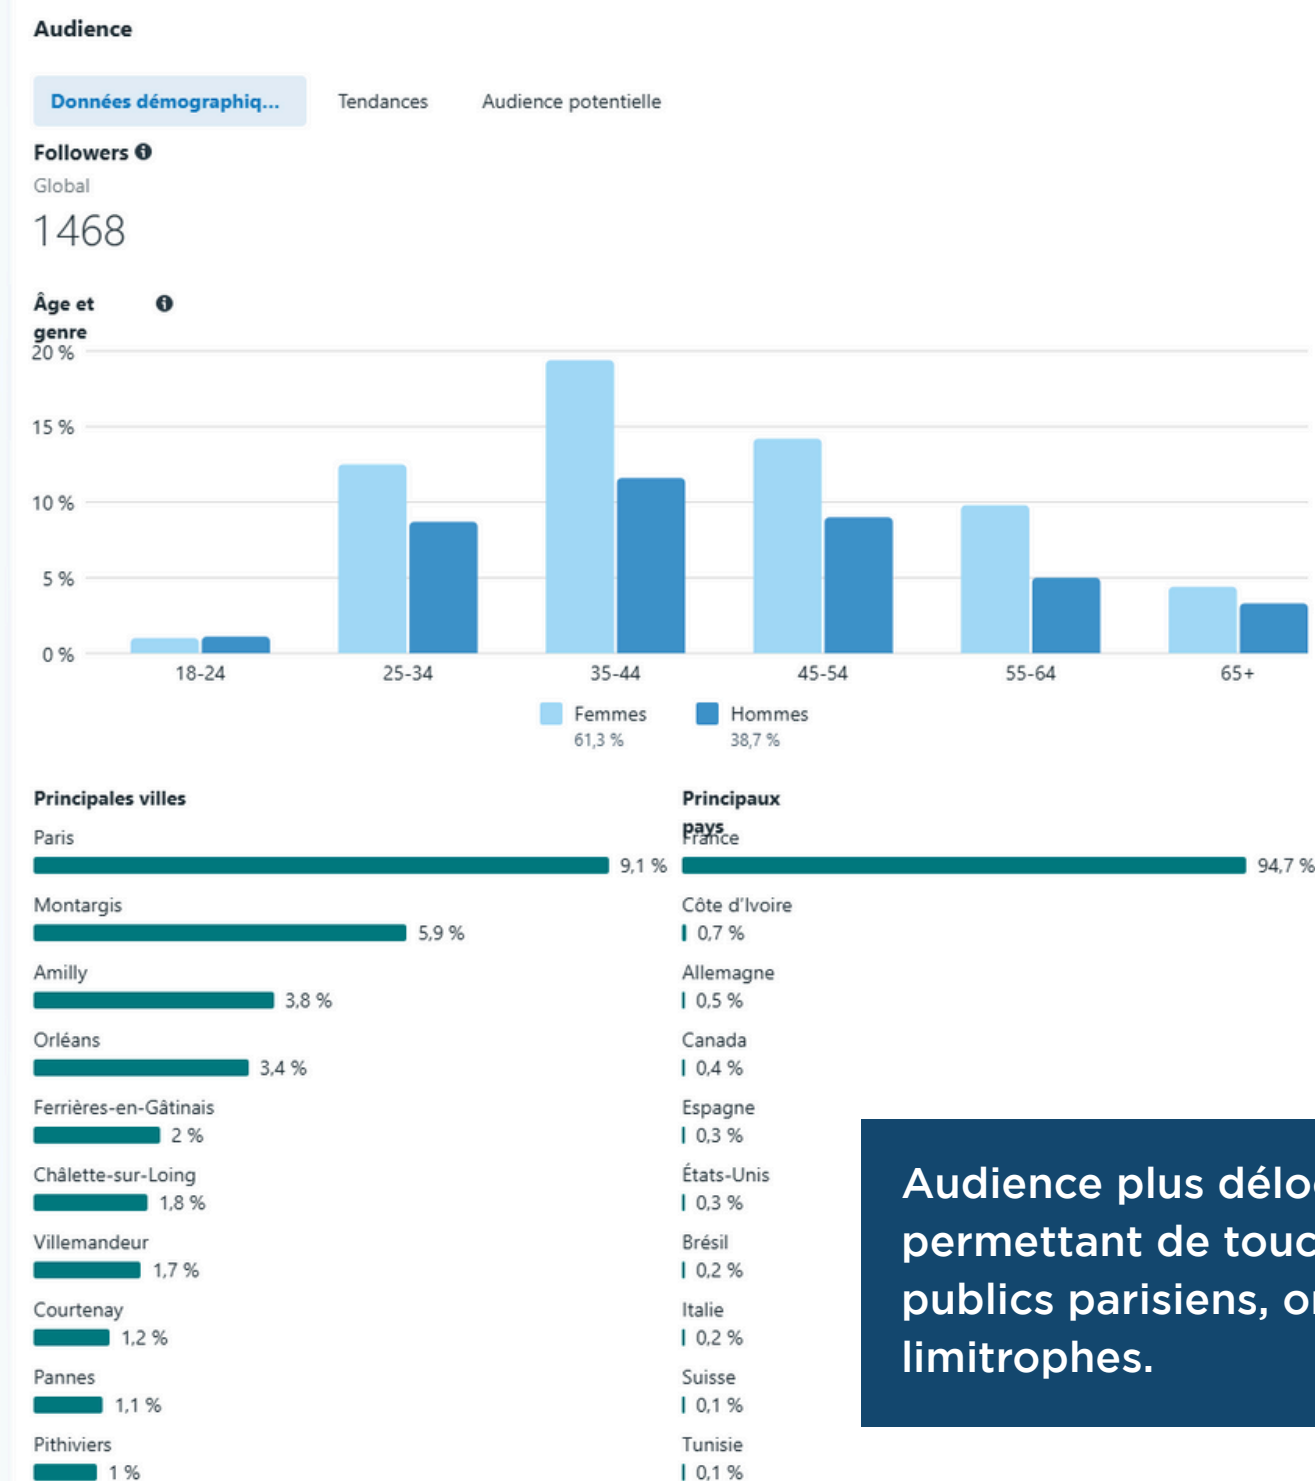 Audience
Données démographiq...
Tendances
Audience potentielle
Followers
Global
1468
Âge et
genre
20 %
15 %
10 %
5 %
0 %
18-24
25-34
35-44
45-54
55-64
65+
Femmes
61,3 %
Hommes
38,7 %
Principales villes
Paris
9,1 %
Montargis
5,9 %
Amilly
3,8 %
Orléans
3,4 %
Ferrières-en-Gâtinais
2 %
Châlette-sur-Loing
1,8 %
Villemandeur
1,7 %
Courtenay
1,2 %
Pannes
1,1 %
Pithiviers
1 %
Principaux
pays
France
94,7 %
Côte d'Ivoire
0,7 %
Allemagne
0,5 %
Canada
0,4 %
Espagne
0,3 %
États-Unis
0,3 %
Brésil
0,2 %
Italie
0,2 %
Suisse
0,1 %
Tunisie
0,1 %
Audience plus
permettant de
publics parisiens,
limitrophes.